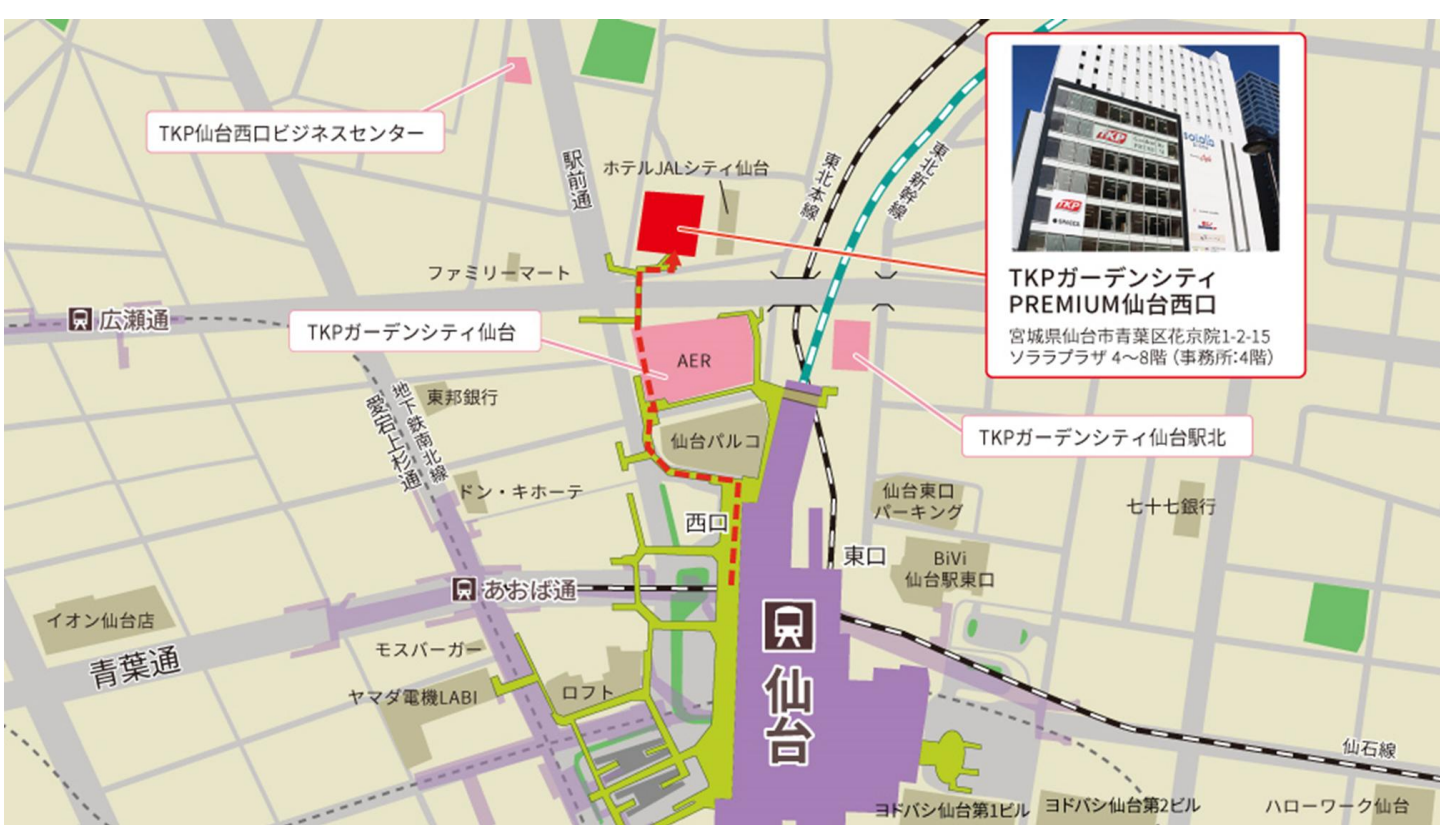 TKP仙台西口ビジネスセンター
駅前通
ホテルJALシティ仙台
東北本線
東北新幹線
TKP
solala
TKP
TKPガーデンシティ
PREMIUM仙台西口
宮城県仙台市青葉区花京院1-2-15
ソララプラザ 4〜8階 (事務所:4階)
ファミリーマート
広瀬通
TKPガーデンシティ仙台
AER
東邦銀行
地下鉄南北線
愛宕上杉通
仙台パルコ
TKPガーデンシティ仙台駅北
ドン・キホーテ
西口
仙台東口
パーキング
七十七銀行
東口
BiVi
仙台駅東口
あおば通
イオン仙台店
青葉通
モスバーガー
ヤマダ電機LABI
ロフト
仙台
仙石線
ヨドバシ仙台第1ビル
ヨドバシ仙台第2ビル
ハローワーク仙台